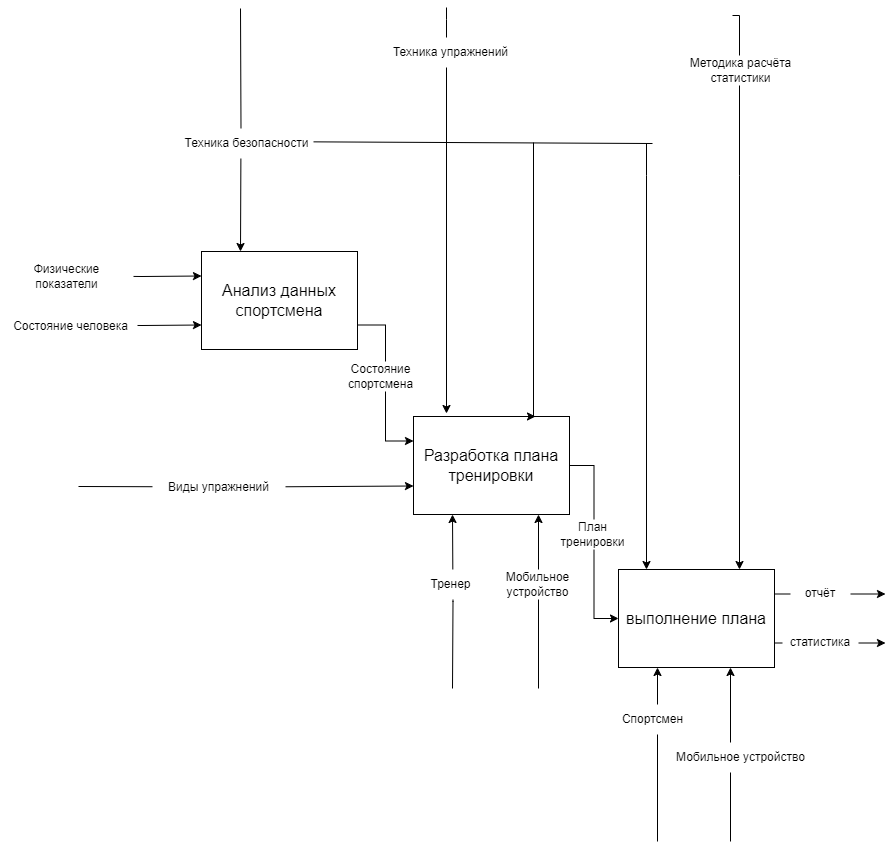 Техника упражнений
Методика расчёта
статистики
Техника безопасности
Физические
показатели
Анализ данных
спортсмена
Состояние человека
Состояние
спортсмена
Разработка плана
тренировки
Виды упражнений
План
тренировки
Тренер
Мобильное
устройство
отчёт
выполнение плана
статистика
Спортсмен
Мобильное устройство